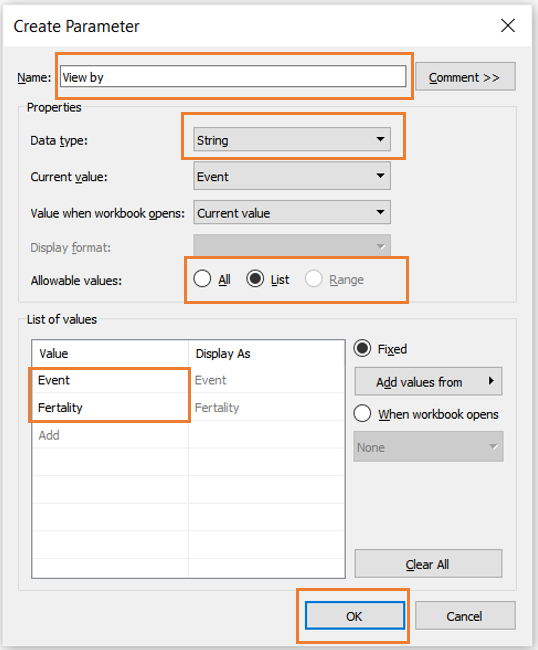 Create Parameter
Name: View by Comment >>
Properties
Data type: String
Current value: Event
Value when workbook opens: Current value
Display format:
Allowable values: All List Range
List of values
Value Display As
Event Event
Fertality Fertality
Add
Fixed
Add values from
When workbook opens
None
Clear All
OK Cancel